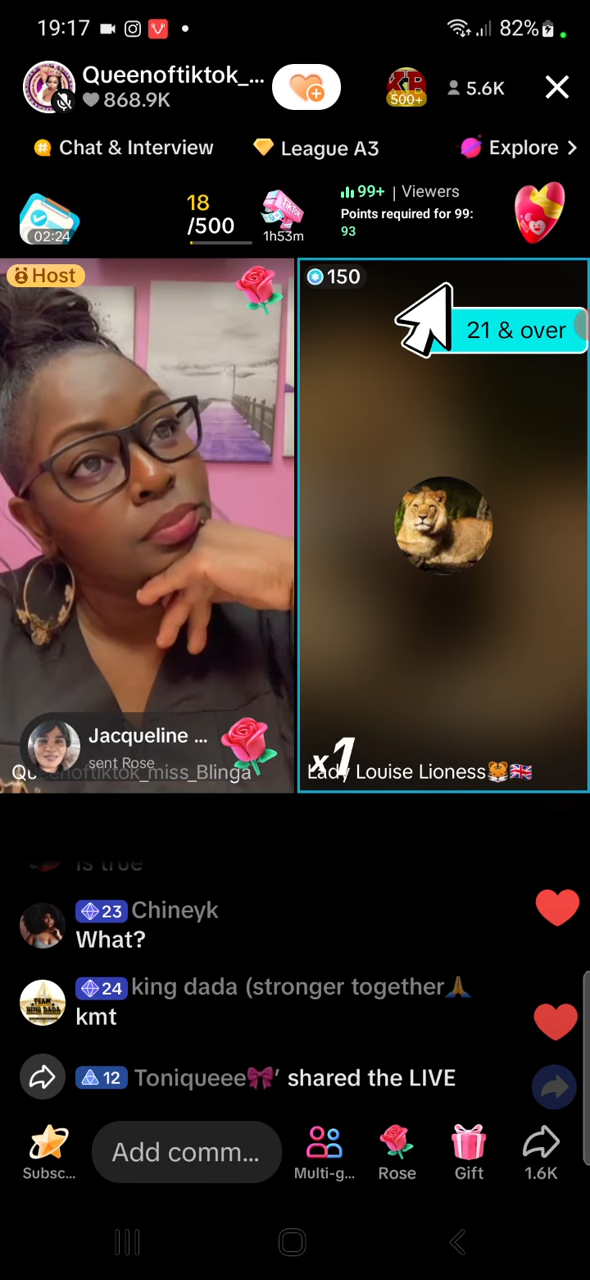 19:17
82%
Queenoftiktok_...
868.9K
500+
5.6K
Chat & Interview
League A3
Explore
02:24
18
/500
1h53m
99+ | Viewers
Points required for 99:
93
Host
150
21 & over
Jacqueline ...
sent Rose
Queenoftiktok_miss_Blinga
x1
Lady Louise Lioness🐯🇬🇧
is true
23 Chineyk
What?
24 king dada (stronger together🙏
kmt
12 Toniqueee🎀’ shared the LIVE
Subsc...
Add comm...
Multi-g...
Rose
Gift
1.6K